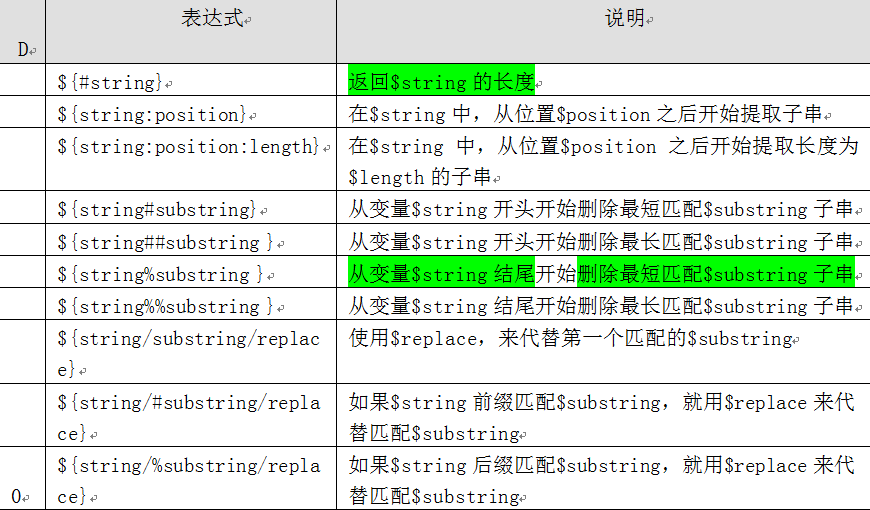 表达式 说明
D
${#string} 返回$string 的长度
${string:position} 在$string 中，从位置$position 之后开始提取子串
${string:position:length} 在$string 中，从位置$position 之后开始提取长度为
$length 的子串
${string#substring} 从变量$string 开头开始删除最短匹配$substring 子串
${string##substring } 从变量$string 开头开始删除最长匹配$substring 子串
${string%substring } 从变量$string 结尾开始删除最短匹配$substring 子串
${string%%substring } 从变量$string 结尾开始删除最长匹配$substring 子串
${string/substring/replac 使用$replace，来代替第一个匹配的$substring
e}
${string/#substring/repla 如果$string 前缀匹配$substring，就用$replace 来代
ce} 替匹配$substring
${string/%substring/repla 如果$string 后缀匹配$substring，就用$replace 来代
0 ce} 替匹配$substring